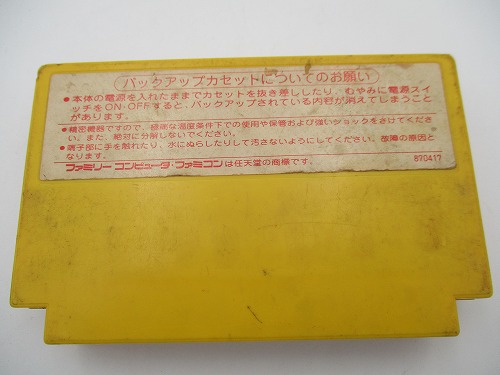 バックアップカセットについてのお願い
●本体の電源を入れたままでカセットを抜き差ししたり、むやみに電源スイ
ッチをON・OFFすると、バックアップされている内容が消えてしまうこと
があります。
●精密機器ですので、極端な温度条件下での使用や保管および強いショックをさけてくださ
い。また、絶対に分解しないでください。
●端子部に手を触れたり、水にぬらしたりして汚さないようにしてください。故障の原因と
なります。
ファミリー コンピュータ・ファミコンは任天堂の商標です。
870417